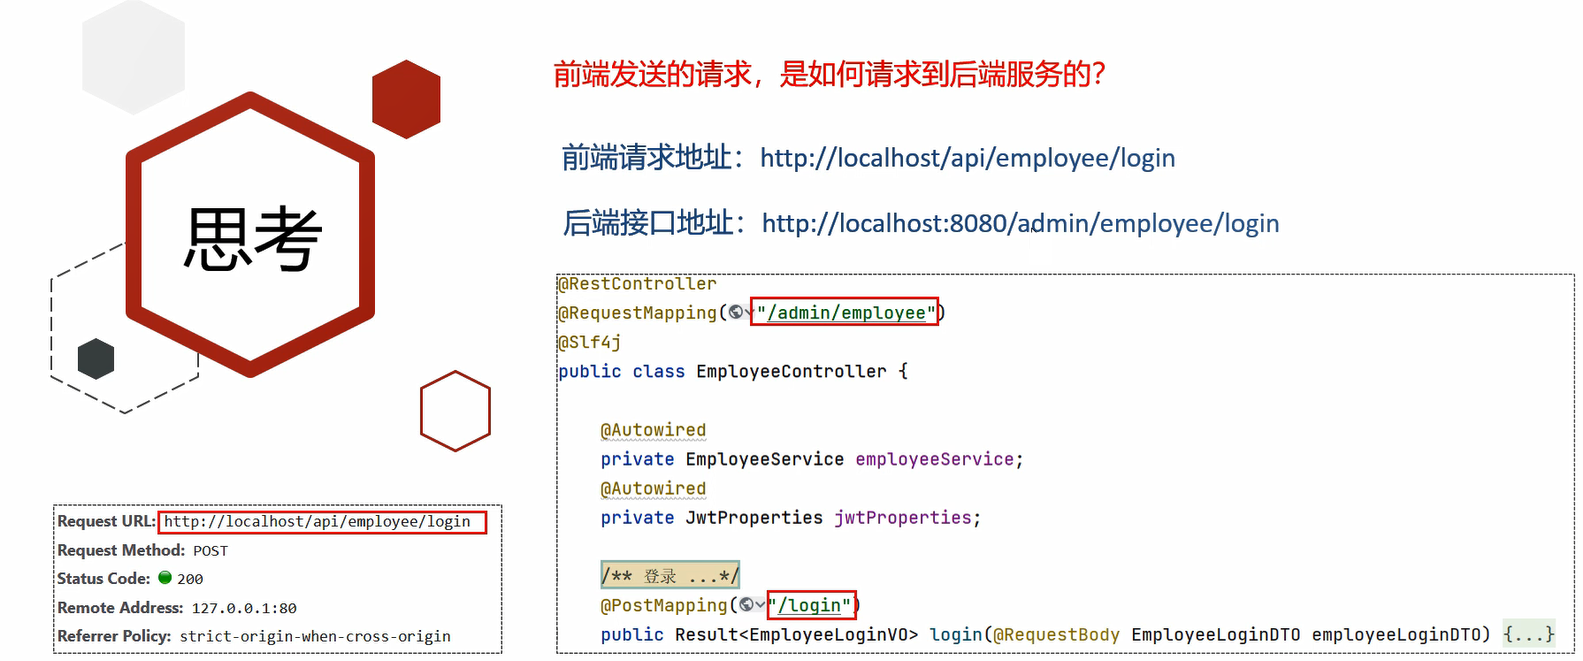 思考
Request URL: http://localhost/api/employee/login
Request Method: POST
Status Code: 200
Remote Address: 127.0.0.1:80
Referrer Policy: strict-origin-when-cross-origin
前端发送的请求，是如何请求到后端服务的？
前端请求地址：http://localhost/api/employee/login
后端接口地址：http://localhost:8080/admin/employee/login
@RestController
@RequestMapping("/admin/employee")
@Slf4j
public class EmployeeController {
@Autowired
private EmployeeService employeeService;
@Autowired
private JwtProperties jwtProperties;
/** 登录 ...*/
@PostMapping("/login")
public Result<EmployeeLoginVO> login(@RequestBody EmployeeLoginDTO employeeLoginDTO) {...}